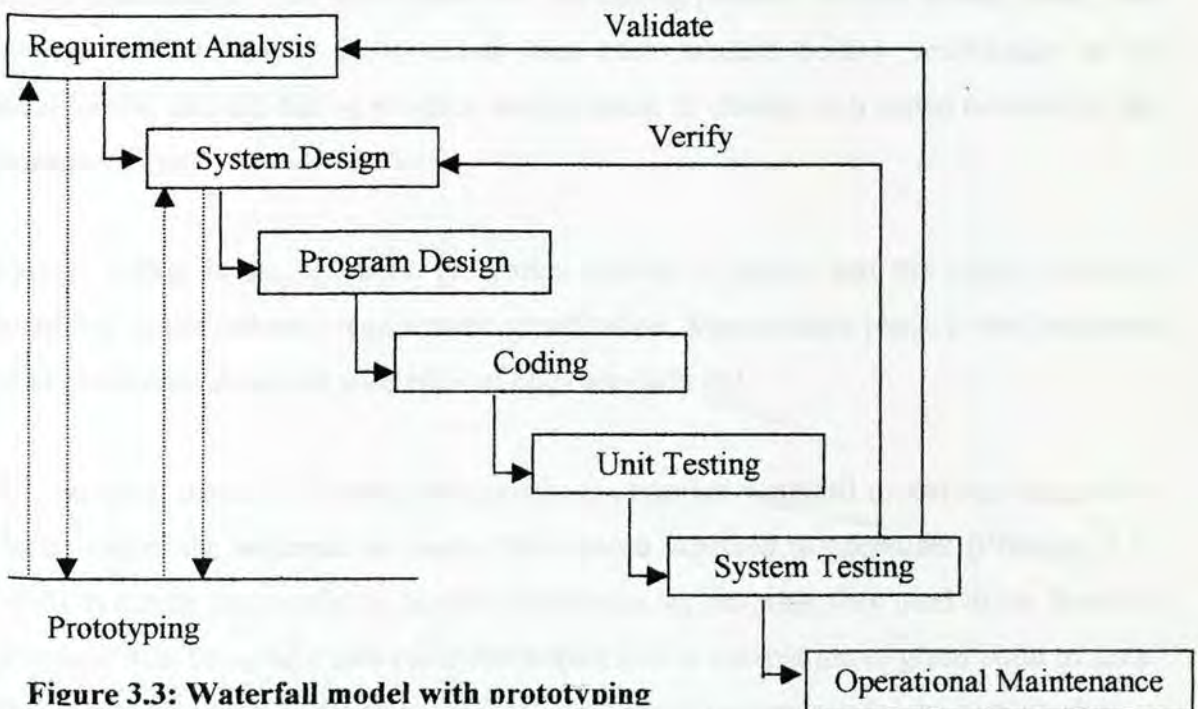 Validate
Requirement Analysis
Verify
System Design
Program Design
Coding
Unit Testing
System Testing
Prototyping
Operational Maintenance
Figure 3.3: Waterfall model with prototyping